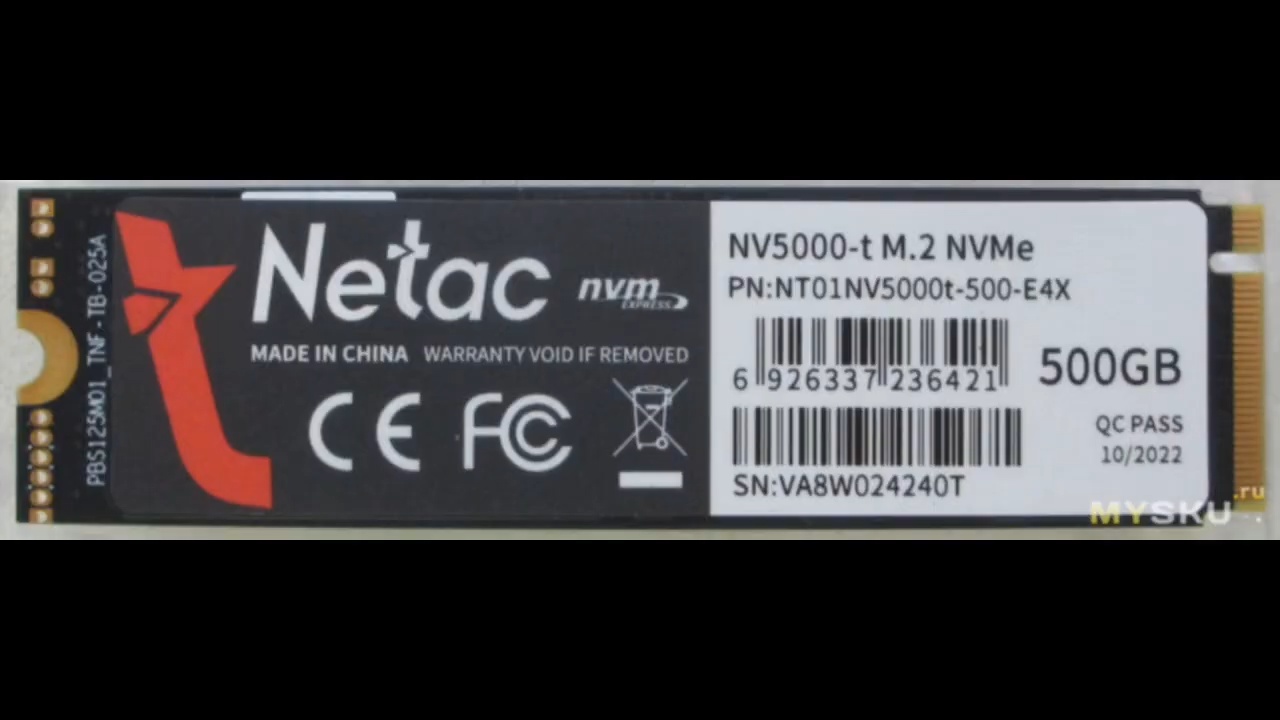 PBS125M01_TNF-TB-025A
Netac
nvm
EXPRESS
MADE IN CHINA WARRANTY VOID IF REMOVED
CE FC
NV5000-t M.2 NVMe
PN:NT01NV5000t-500-E4X
6 926337 236421
500GB
QC PASS
10/2022
SN:VA8W024240T
MYSKU.ru